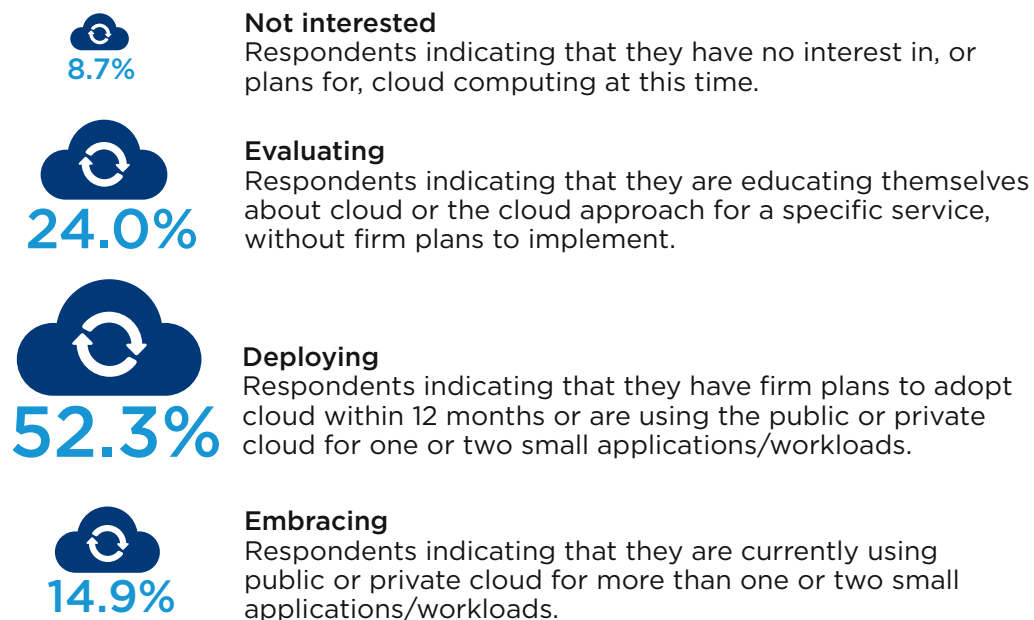 Not interested
8.7%
Respondents indicating that they have no interest in, or
plans for, cloud computing at this time.
Evaluating
24.0%
Respondents indicating that they are educating themselves
about cloud or the cloud approach for a specific service,
without firm plans to implement.
Deploying
52.3%
Respondents indicating that they have firm plans to adopt
cloud within 12 months or are using the public or private
cloud for one or two small applications/workloads.
Embracing
14.9%
Respondents indicating that they are currently using
public or private cloud for more than one or two small
applications/workloads.